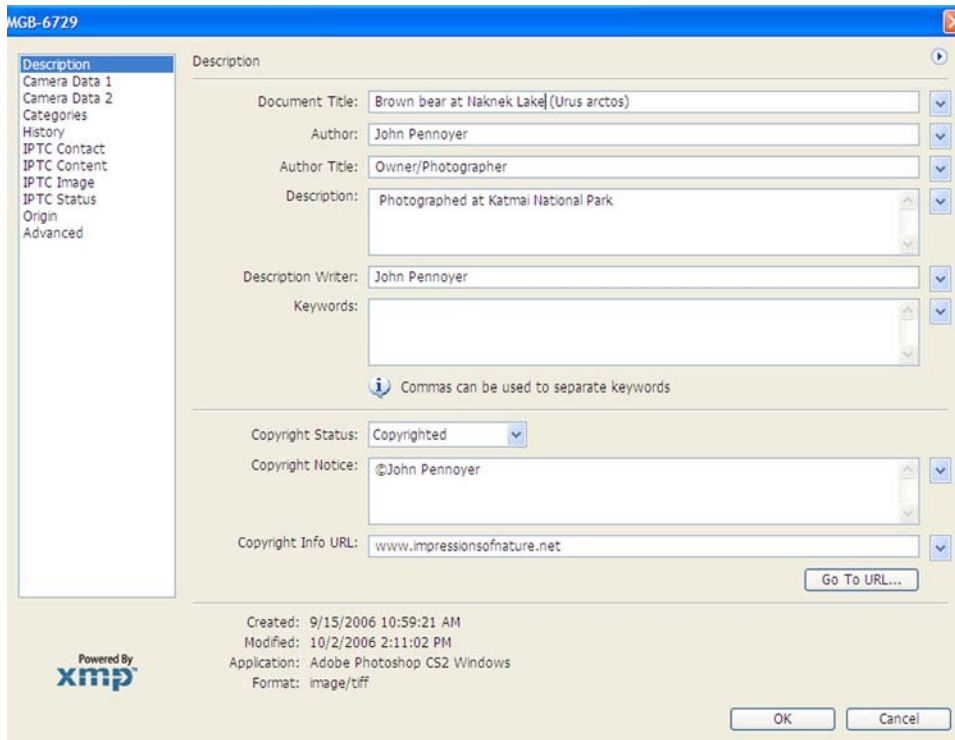 MGB-6729
Description
Camera Data 1
Camera Data 2
Categories
History
IPTC Contact
IPTC Content
IPTC Image
IPTC Status
Origin
Advanced
Description
Document Title: Brown bear at Naknek Lake (Urus arctos)
Author: John Pennoyer
Author Title: Owner/Photographer
Description: Photographed at Katmai National Park
Description Writer: John Pennoyer
Keywords:
Commas can be used to separate keywords
Copyright Status: Copyrighted
Copyright Notice: ©John Pennoyer
Copyright Info URL: www.impressionsofnature.net
Go To URL...
Created: 9/15/2006 10:59:21 AM
Modified: 10/2/2006 2:11:02 PM
Application: Adobe Photoshop CS2 Windows
Format: image/tiff
Powered By
xmp™
OK
Cancel